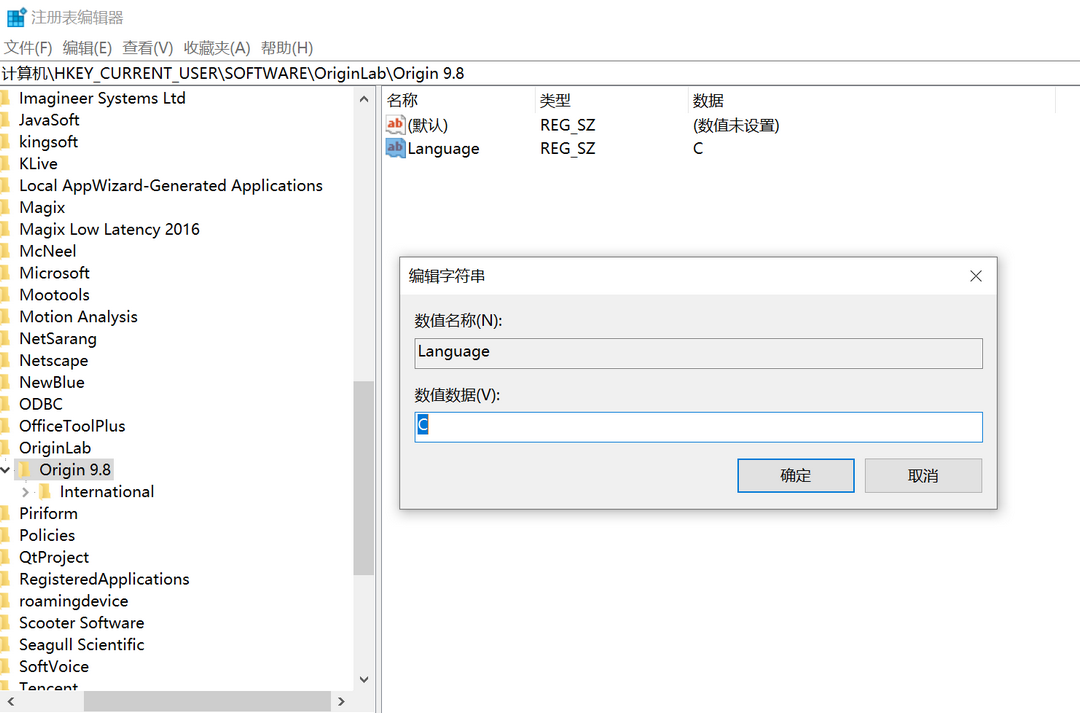 注册表编辑器
文件(F) 编辑(E) 查看(V) 收藏夹(A) 帮助(H)
计算机\HKEY_CURRENT_USER\SOFTWARE\OriginLab\Origin 9.8
Imagineer Systems Ltd
JavaSoft
kingsoft
KLive
Local AppWizard-Generated Applications
Magix
Magix Low Latency 2016
McNeel
Microsoft
Mootools
Motion Analysis
NetSarang
Netscape
NewBlue
ODBC
OfficeToolPlus
OriginLab
Origin 9.8
International
Piriform
Policies
QtProject
RegisteredApplications
roamingdevice
Scooter Software
Seagull Scientific
SoftVoice
Tencent
名称 类型 数据
ab (默认) REG_SZ (数值未设置)
ab Language REG_SZ C
编辑字符串
数值名称(N):
Language
数值数据(V):
C
确定 取消